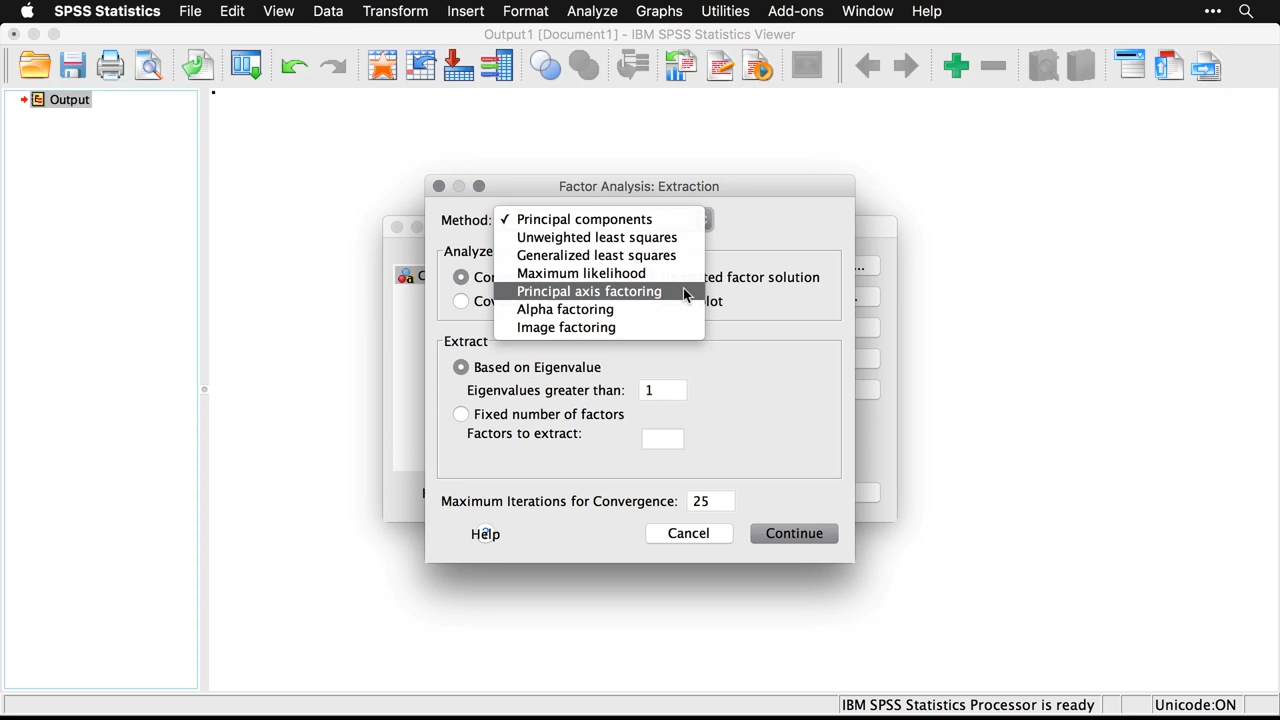 SPSS Statistics File Edit View Data Transform Insert Format Analyze Graphs Utilities Add-ons Window Help
Output1 [Document1] - IBM SPSS Statistics Viewer
Output
Factor Analysis: Extraction
Method:
✓ Principal components
Unweighted least squares
Generalized least squares
Maximum likelihood
Principal axis factoring
Alpha factoring
Image factoring
Analyze
factor solution
Extract
Based on Eigenvalue
Eigenvalues greater than: 1
Fixed number of factors
Factors to extract:
Maximum Iterations for Convergence: 25
Help Cancel Continue
IBM SPSS Statistics Processor is ready Unicode:ON